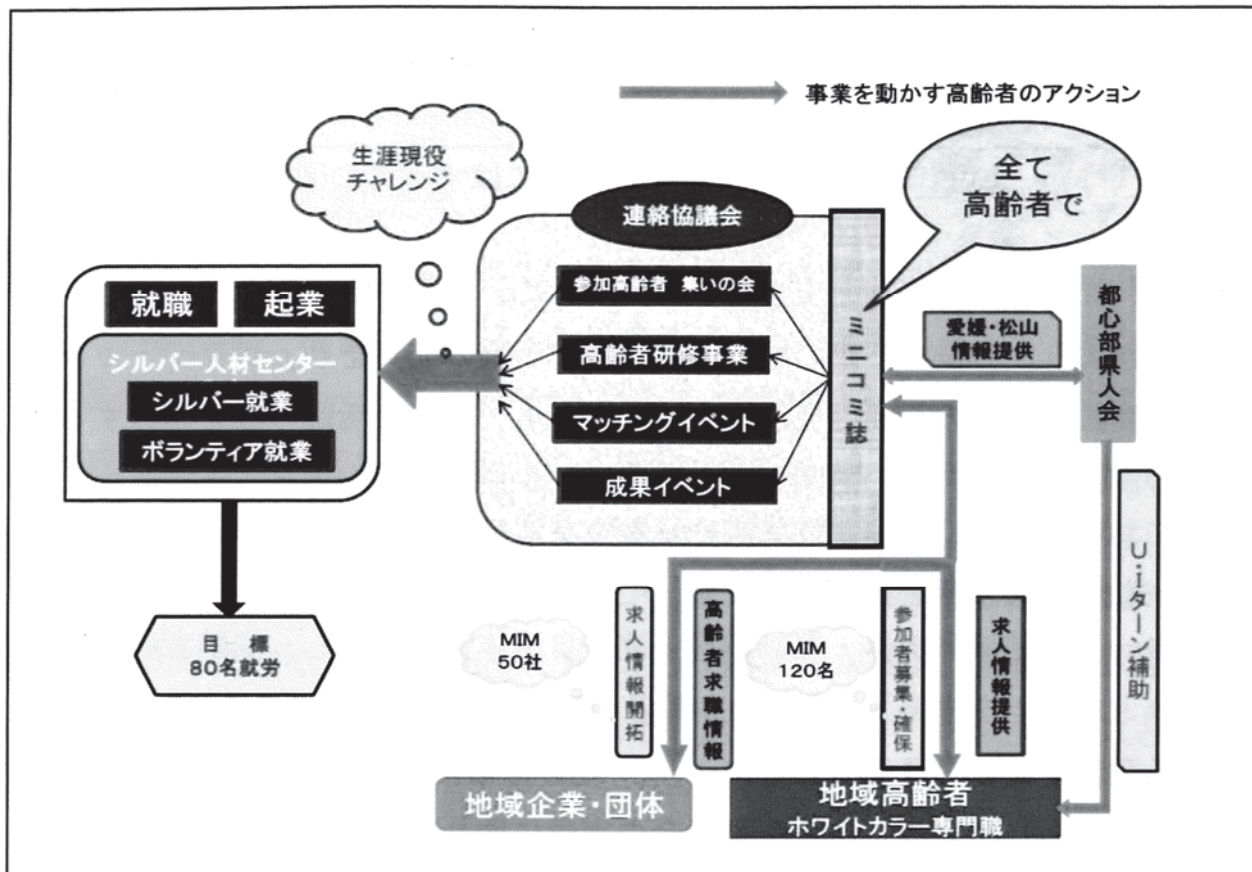 事業を動かす高齢者のアクション
生涯現役
チャレンジ
全て
高齢者で
連絡協議会
参加高齢者 集いの会
高齢者研修事業
マッチングイベント
成果イベント
ミニコミ誌
愛媛・松山
情報提供
都心部県人会
就職
起業
シルバー人材センター
シルバー就業
ボランティア就業
目 標
80名就労
MIM
50社
求人情報開拓
高齢者求職情報
MIM
120名
参加者募集・確保
求人情報提供
U・Iターン補助
地域企業・団体
地域高齢者
ホワイトカラー専門職